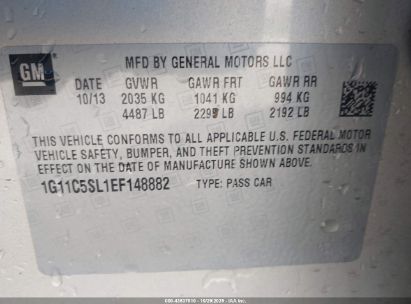 GM
MFD BY GENERAL MOTORS LLC
DATE GVWR GAWR FRT GAWR RR
10/13 2035 KG 1041 KG 994 KG
4487 LB 2295 LB 2192 LB
THIS VEHICLE CONFORMS TO ALL APPLICABLE U.S. FEDERAL MOTOR
VEHICLE SAFETY, BUMPER, AND THEFT PREVENTION STANDARDS IN
EFFECT ON THE DATE OF MANUFACTURE SHOWN ABOVE.
1G11C5SL1EF148882 TYPE: PASS CAR